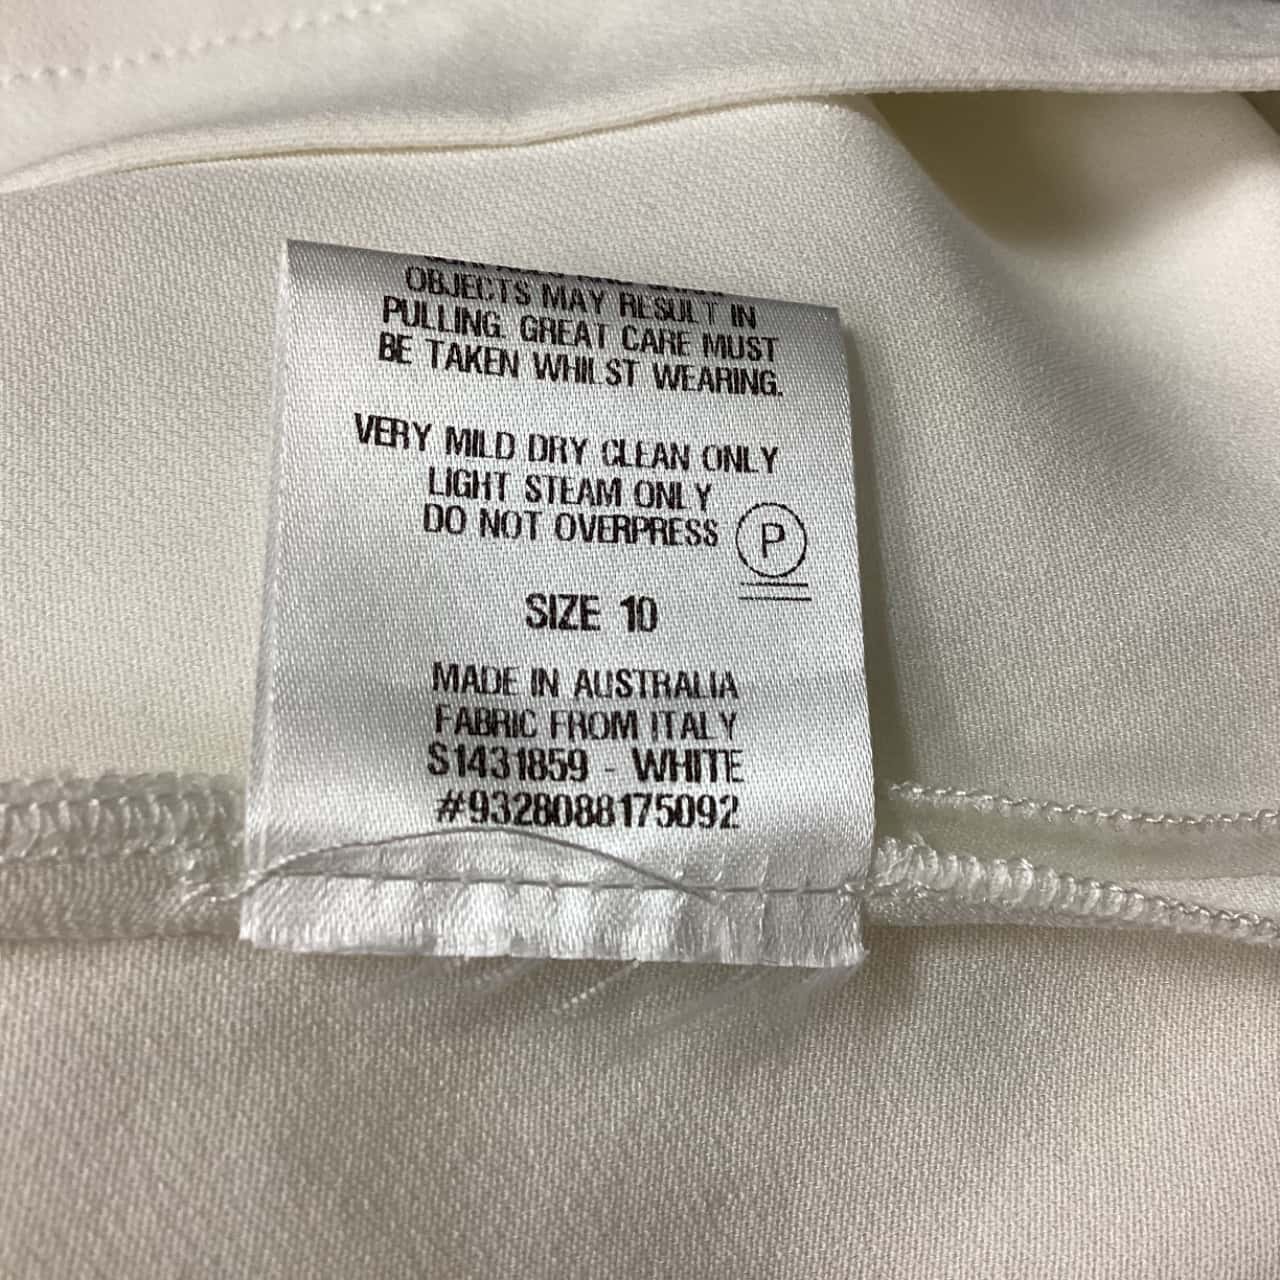 OBJECTS MAY RESULT IN
PULLING. GREAT CARE MUST
BE TAKEN WHILST WEARING.
VERY MILD DRY CLEAN ONLY
LIGHT STEAM ONLY
DO NOT OVERPRESS
P
SIZE 10
MADE IN AUSTRALIA
FABRIC FROM ITALY
S1431859 - WHITE
#9328088175092